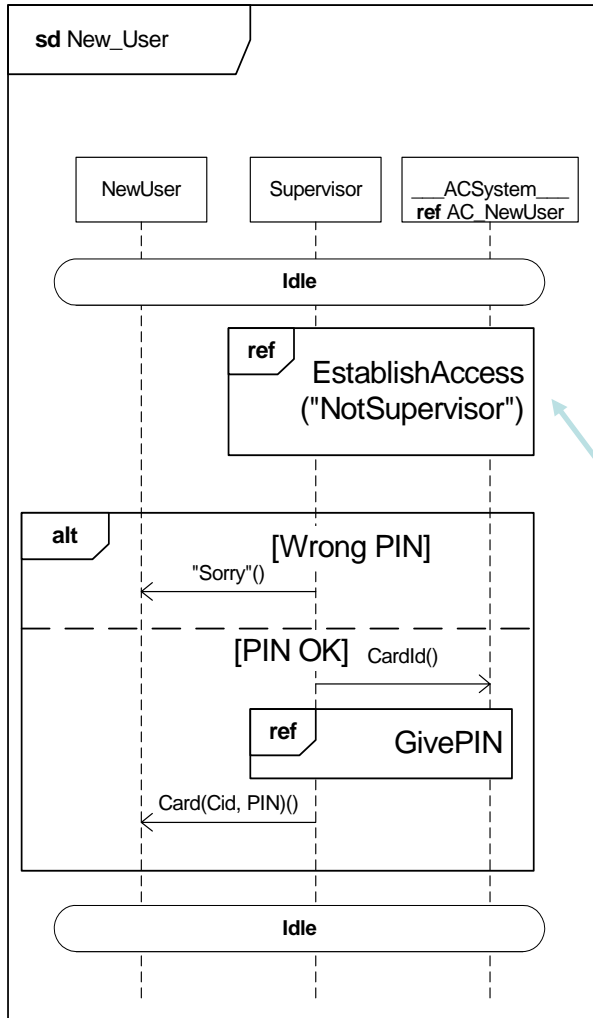 sd New_User
NewUser
Supervisor
___ACSystem___
ref AC_NewUser
Idle
ref
EstablishAccess
("NotSupervisor")
alt
[Wrong PIN]
"Sorry"()
[PIN OK]
CardId()
ref
GivePIN
Card(Cid, PIN)()
Idle